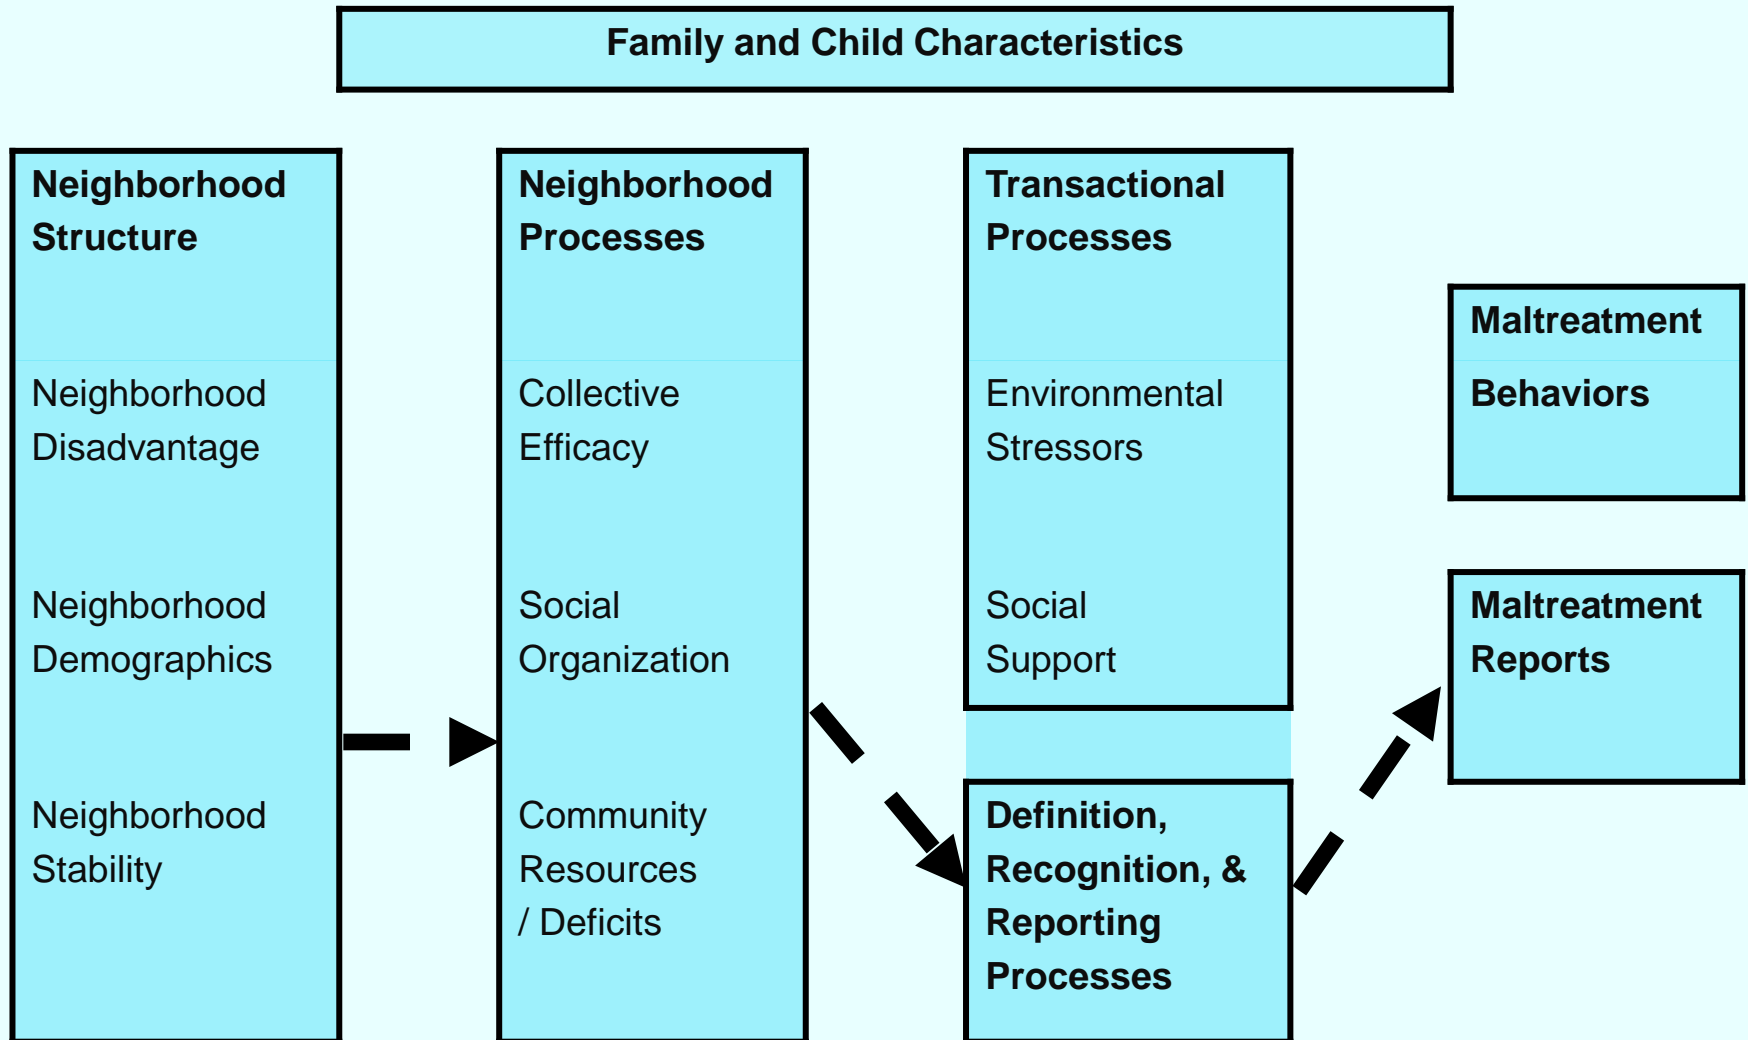 Family and Child Characteristics
Neighborhood
Structure
Neighborhood
Disadvantage
Neighborhood
Demographics
Neighborhood
Stability
Neighborhood
Processes
Collective
Efficacy
Social
Organization
Community
Resources
/ Deficits
Transactional
Processes
Environmental
Stressors
Social
Support
Definition,
Recognition, &
Reporting
Processes
Maltreatment
Behaviors
Maltreatment
Reports